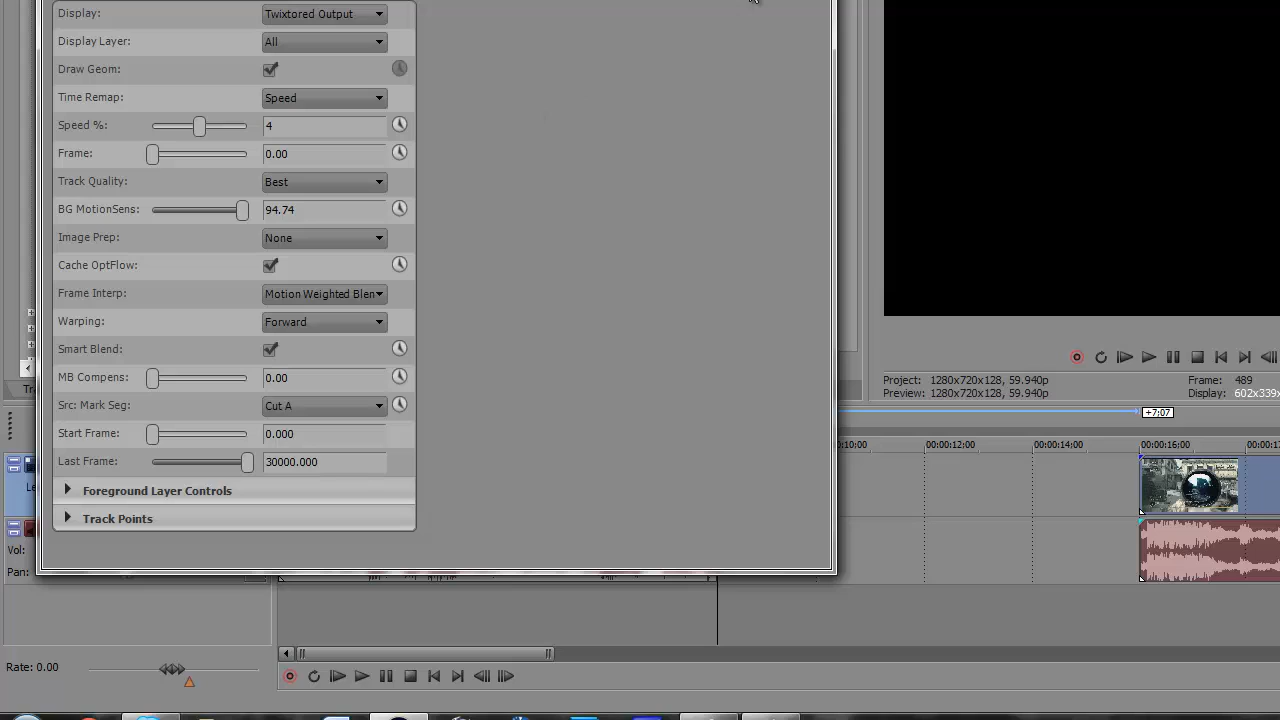 Display: Twixtored Output
Display Layer: All
Draw Geom:
Time Remap: Speed
Speed %: 4
Frame: 0.00
Track Quality: Best
BG MotionSens: 94.74
Image Prep: None
Cache OptFlow:
Frame Interp: Motion Weighted Blen
Warping: Forward
Smart Blend:
MB Compens: 0.00
Src: Mark Seg: Cut A
Start Frame: 0.000
Last Frame: 30000.000
Foreground Layer Controls
Track Points
Project: 1280x720x128, 59.940p
Preview: 1280x720x128, 59.940p
Frame: 489
Display: 602x339x
+7:07
00:00:12:00
00:00:14:00
00:00:16:00
Vol:
Pan:
Rate: 0.00